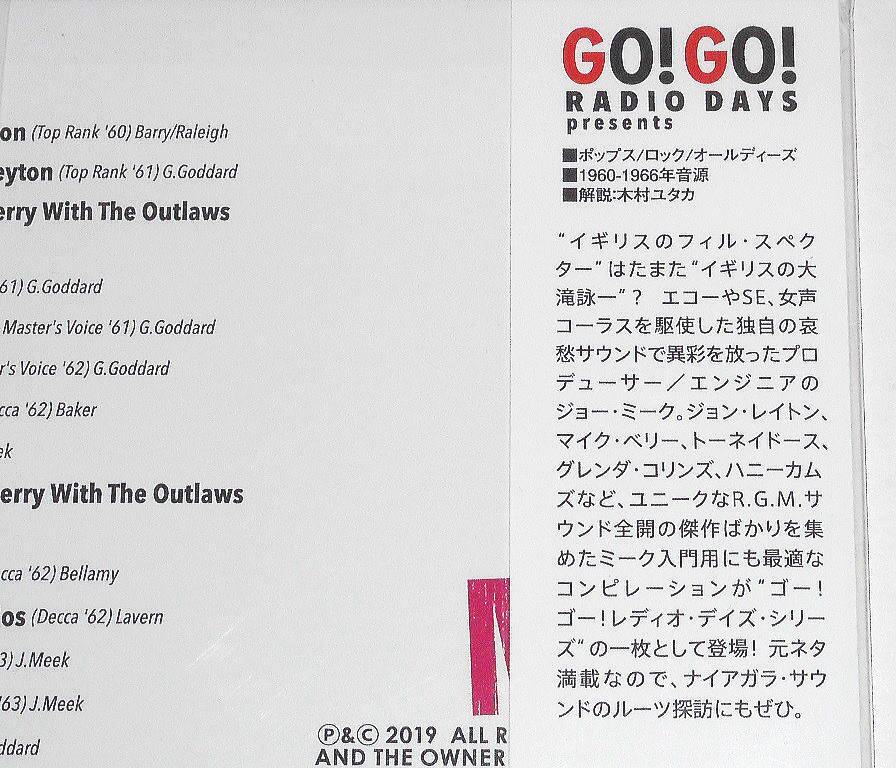 on (Top Rank '60) Barry/Raleigh
eyton (Top Rank '61) G.Goddard
erry With The Outlaws
61) G.Goddard
Master's Voice '61) G.Goddard
r's Voice '62) G.Goddard
cca '62) Baker
ek
erry With The Outlaws
cca '62) Bellamy
os (Decca '62) Lavern
3) J.Meek
'63) J.Meek
ddard
Ⓟ&Ⓒ 2019 ALL R
AND THE OWNER
GO! GO!
RADIO DAYS
presents
■ポップス/ロック/オールディーズ
■1960-1966年音源
■解説:木村ユタカ
“イギリスのフィル・スペク
ター”はたまた“イギリスの大
滝詠一”? エコーやSE、女声
コーラスを駆使した独自の哀
愁サウンドで異彩を放ったプロ
デューサー/エンジニアの
ジョー・ミーク。ジョン・レイトン、
マイク・ベリー、トーネイドース、
グレンダ・コリンズ、ハニーカム
ズなど、ユニークなR.G.M.サ
ウンド全開の傑作ばかりを集
めたミーク入門用にも最適な
コンピレーションが“ゴー!
ゴー!レディオ・デイズ・シリー
ズ“の一枚として登場! 元ネタ
満載なので、ナイアガラ・サウ
ンドのルーツ探訪にもぜひ。